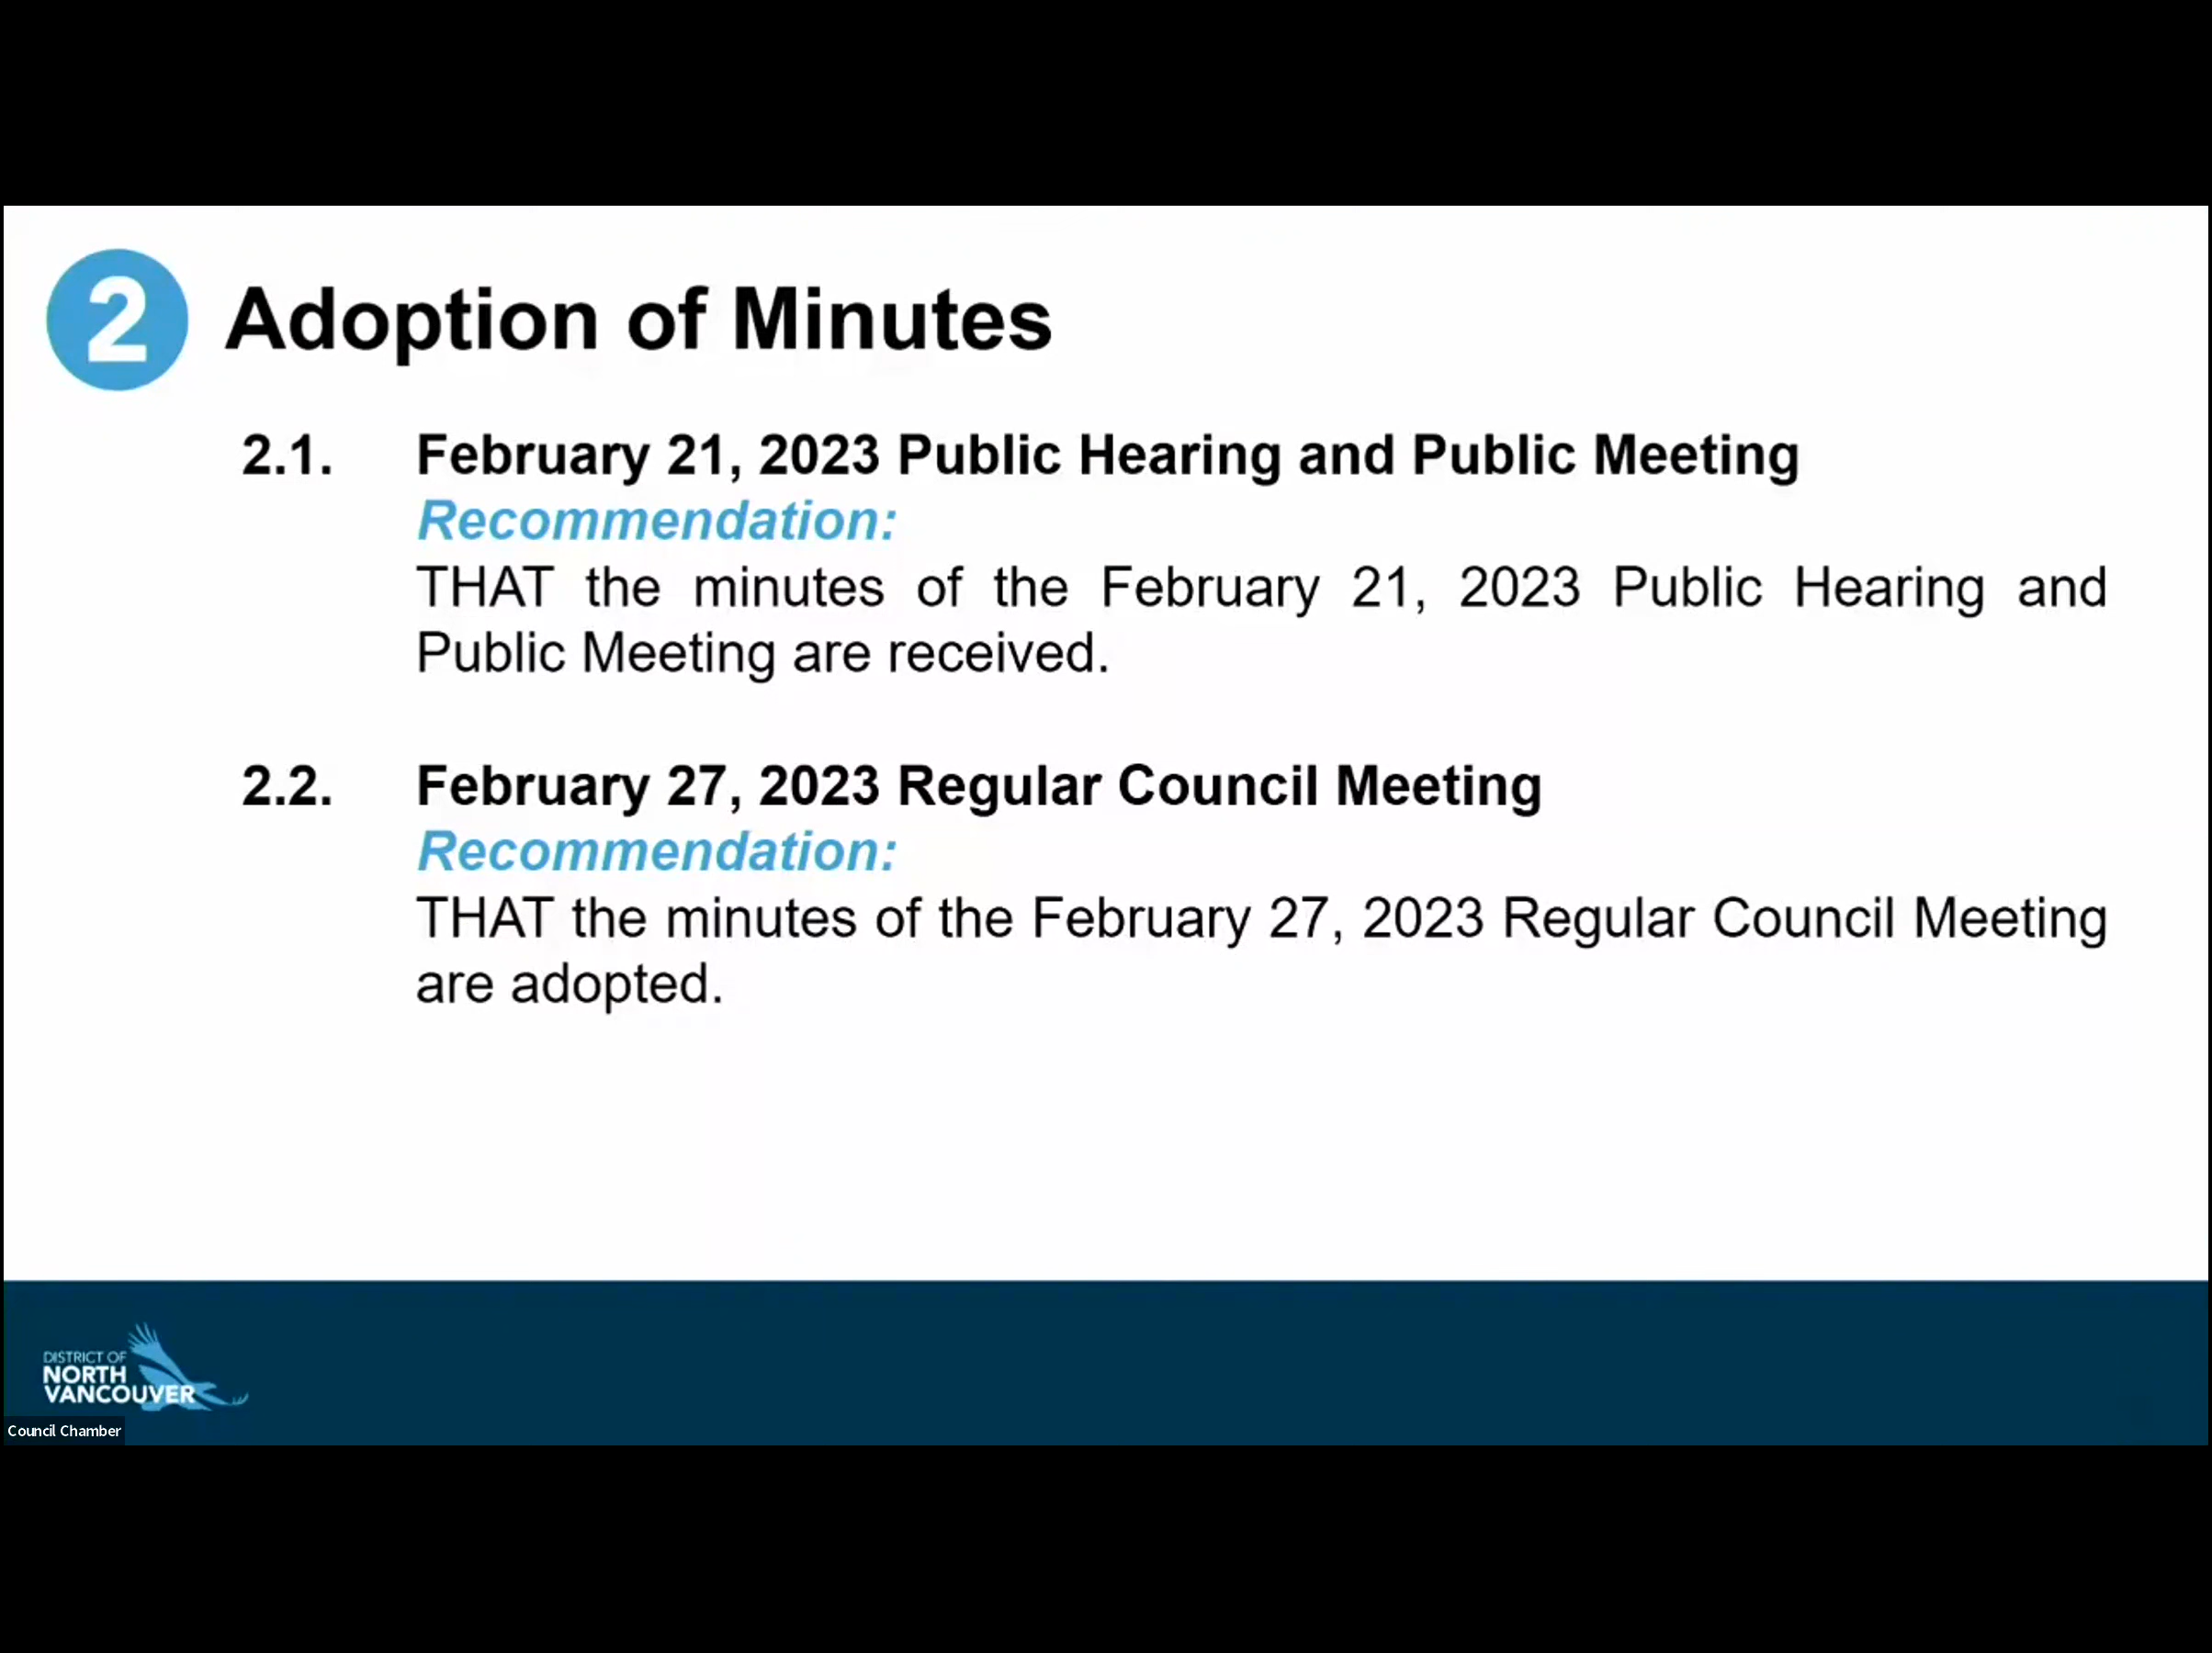 2 Adoption of Minutes
2.1. February 21, 2023 Public Hearing and Public Meeting
Recommendation:
THAT the minutes of the February 21, 2023 Public Hearing and
Public Meeting are received.
2.2. February 27, 2023 Regular Council Meeting
Recommendation:
THAT the minutes of the February 27, 2023 Regular Council Meeting
are adopted.
DISTRICT OF
NORTH
VANCOUVER
Council Chamber